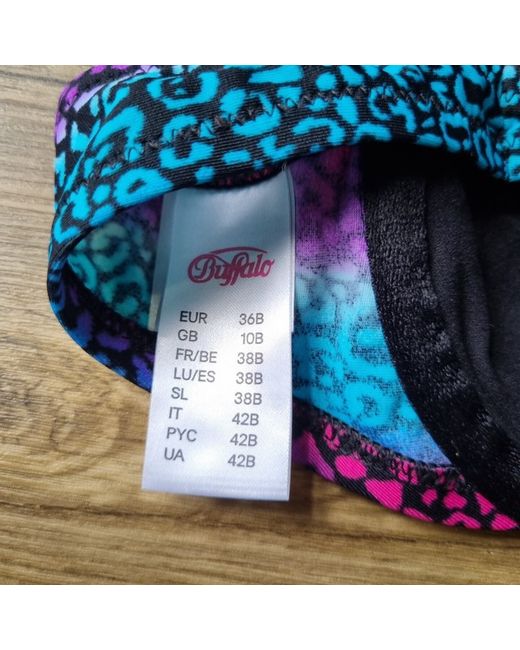 Buffalo
EUR 36B
GB 10B
FR/BE 38B
LU/ES 38B
SL 38B
IT 42B
PYC 42B
UA 42B